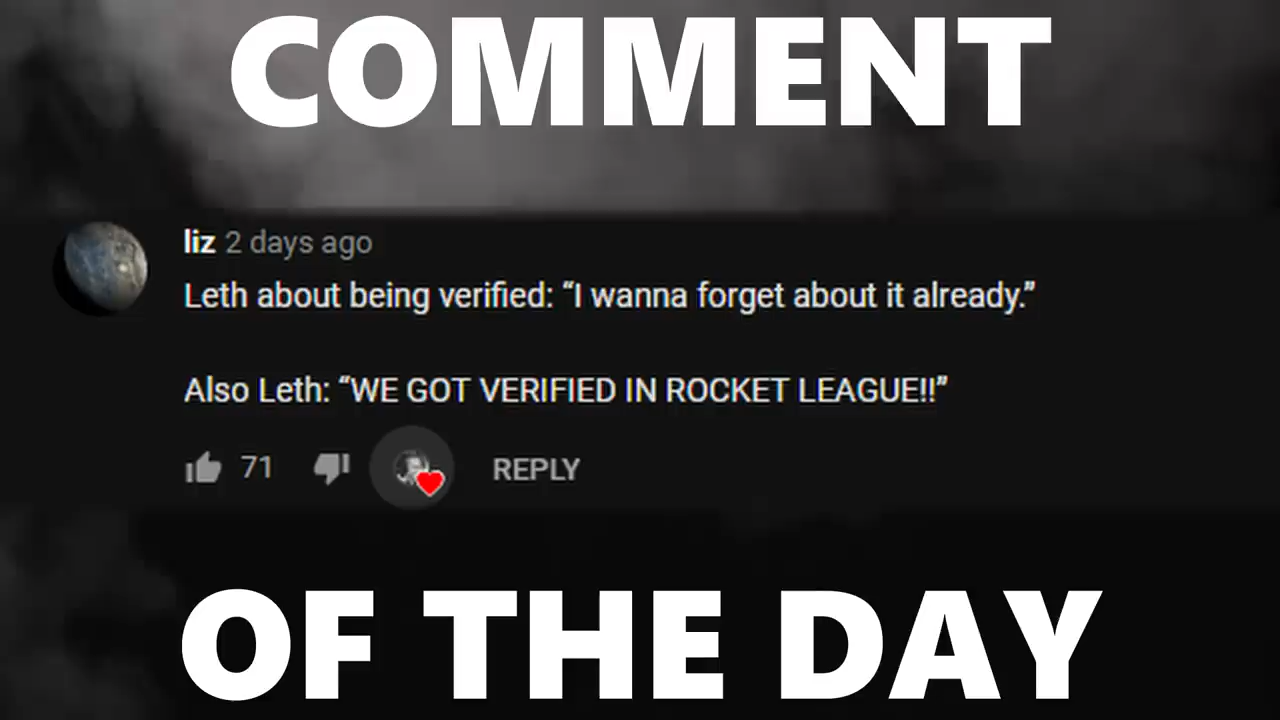 COMMENT
liz 2 days ago
Leth about being verified: “I wanna forget about it already.”
Also Leth: “WE GOT VERIFIED IN ROCKET LEAGUE!!”
71 REPLY
OF THE DAY